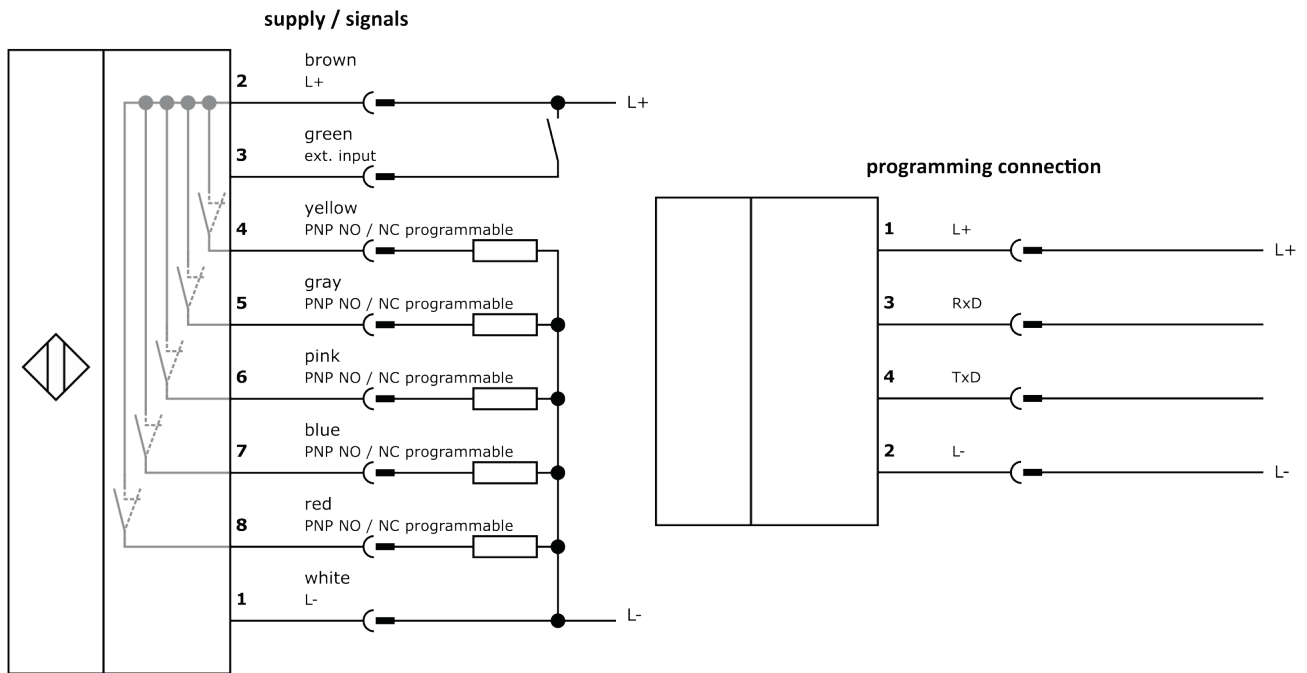 supply / signals
brown
2 L+
L+
green
3 ext. input
yellow
4 PNP NO / NC programmable
gray
5 PNP NO / NC programmable
pink
6 PNP NO / NC programmable
blue
7 PNP NO / NC programmable
red
8 PNP NO / NC programmable
white
1 L-
L-
programming connection
1 L+
L+
3 RxD
4 TxD
2 L-
L-